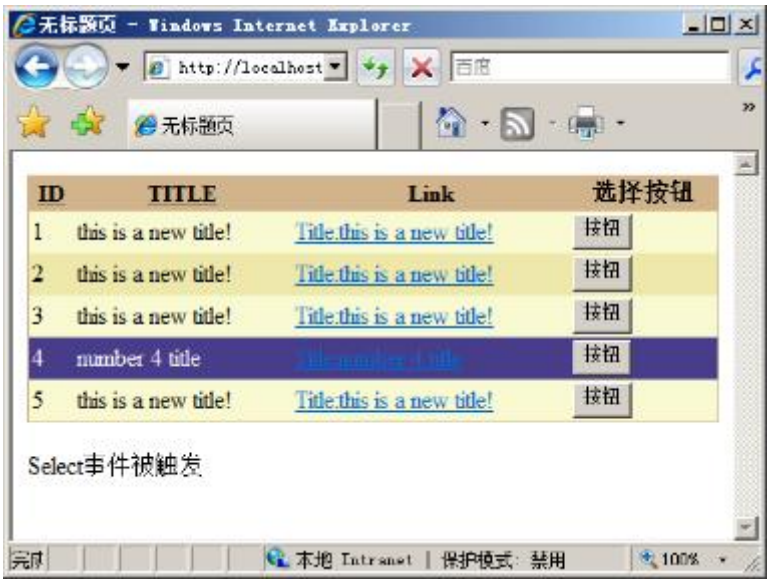 无标题页 - Windows Internet Explorer
http://localhost 百度
无标题页
ID TITLE Link 选择按钮
1 this is a new title! Title:this is a new title! 按钮
2 this is a new title! Title:this is a new title! 按钮
3 this is a new title! Title:this is a new title! 按钮
4 number 4 title Title:number 4 title 按钮
5 this is a new title! Title:this is a new title! 按钮
Select事件被触发
完成 本地 Intranet | 保护模式: 禁用 100%